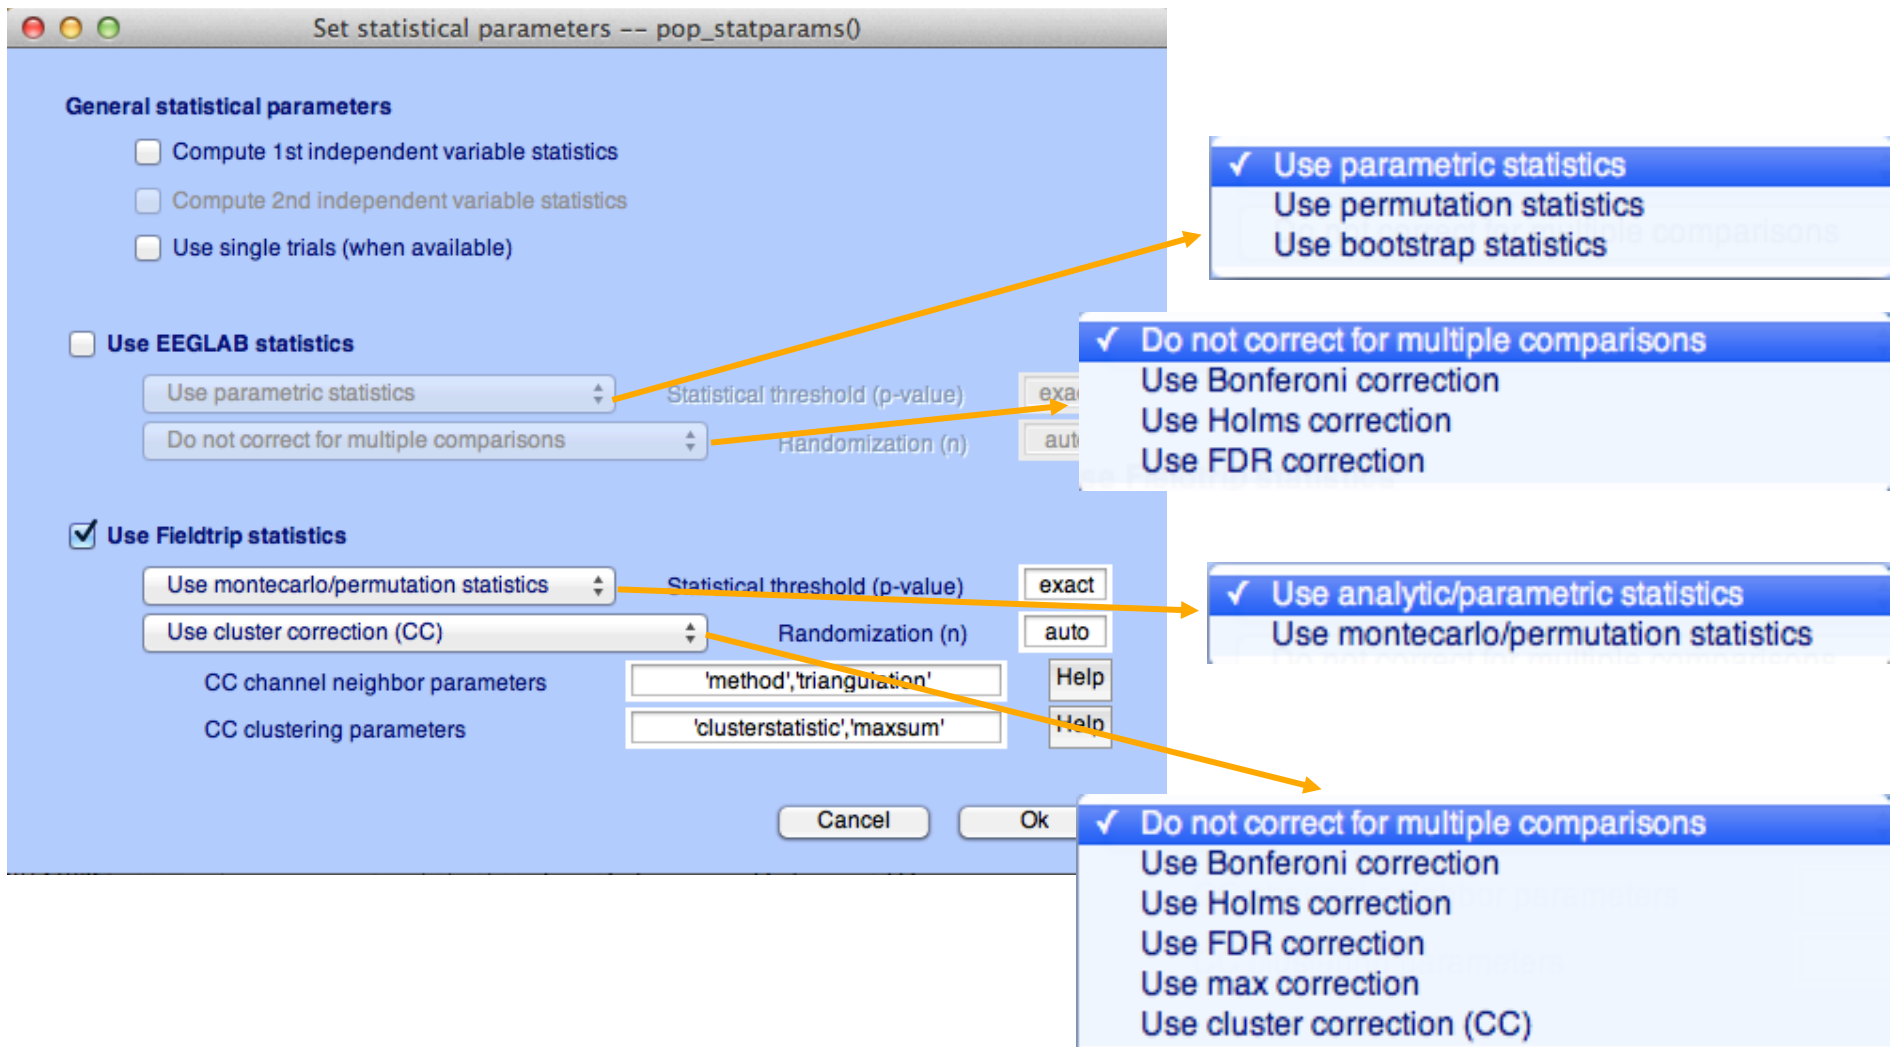 Set statistical parameters -- pop_statparams()
General statistical parameters
Compute 1st independent variable statistics
Compute 2nd independent variable statistics
Use single trials (when available)
Use EEGLAB statistics
Use parametric statistics
Statistical threshold (p-value)
Do not correct for multiple comparisons
Randomization (n)
Use Fieldtrip statistics
Use montecarlo/permutation statistics
Statistical threshold (p-value)
exact
Use cluster correction (CC)
Randomization (n)
auto
CC channel neighbor parameters
'method','triangulation'
Help
CC clustering parameters
'clusterstatistic','maxsum'
Help
Cancel
Ok
✓ Use parametric statistics
Use permutation statistics
Use bootstrap statistics
✓ Do not correct for multiple comparisons
Use Bonferoni correction
Use Holms correction
Use FDR correction
✓ Use analytic/parametric statistics
Use montecarlo/permutation statistics
✓ Do not correct for multiple comparisons
Use Bonferoni correction
Use Holms correction
Use FDR correction
Use max correction
Use cluster correction (CC)